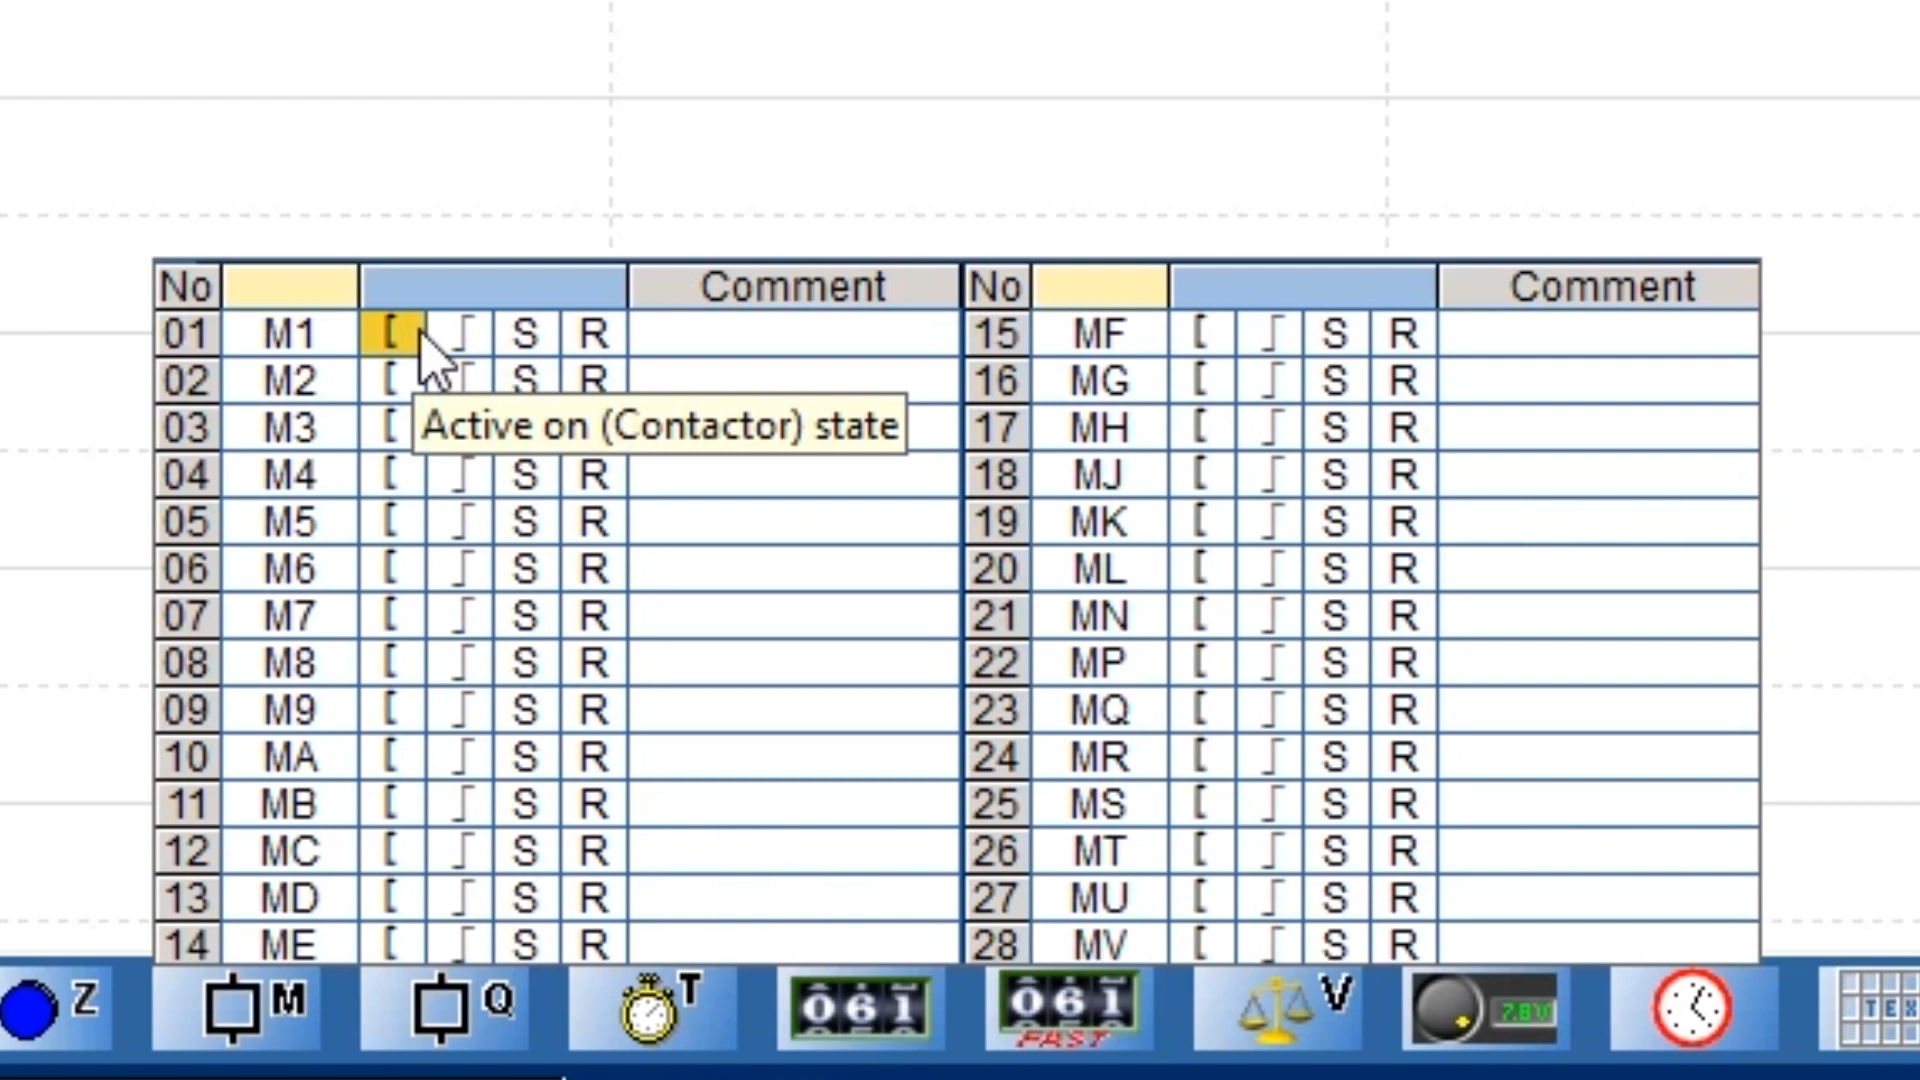 No Comment No Comment
01 M1 [ ʃ S R 15 MF [ ʃ S R
02 M2 [ S R 16 MG [ ʃ S R
03 M3 [ 17 MH [ ʃ S R
Active on (Contactor) state
04 M4 [ ʃ S R 18 MJ [ ʃ S R
05 M5 [ ʃ S R 19 MK [ ʃ S R
06 M6 [ ʃ S R 20 ML [ ʃ S R
07 M7 [ ʃ S R 21 MN [ ʃ S R
08 M8 [ ʃ S R 22 MP [ ʃ S R
09 M9 [ ʃ S R 23 MQ [ ʃ S R
10 MA [ ʃ S R 24 MR [ ʃ S R
11 MB [ ʃ S R 25 MS [ ʃ S R
12 MC [ ʃ S R 26 MT [ ʃ S R
13 MD [ ʃ S R 27 MU [ ʃ S R
14 ME [ ʃ S R 28 MV [ ʃ S R
Z M Q T 061 061 V 7.8V TEX
FAST